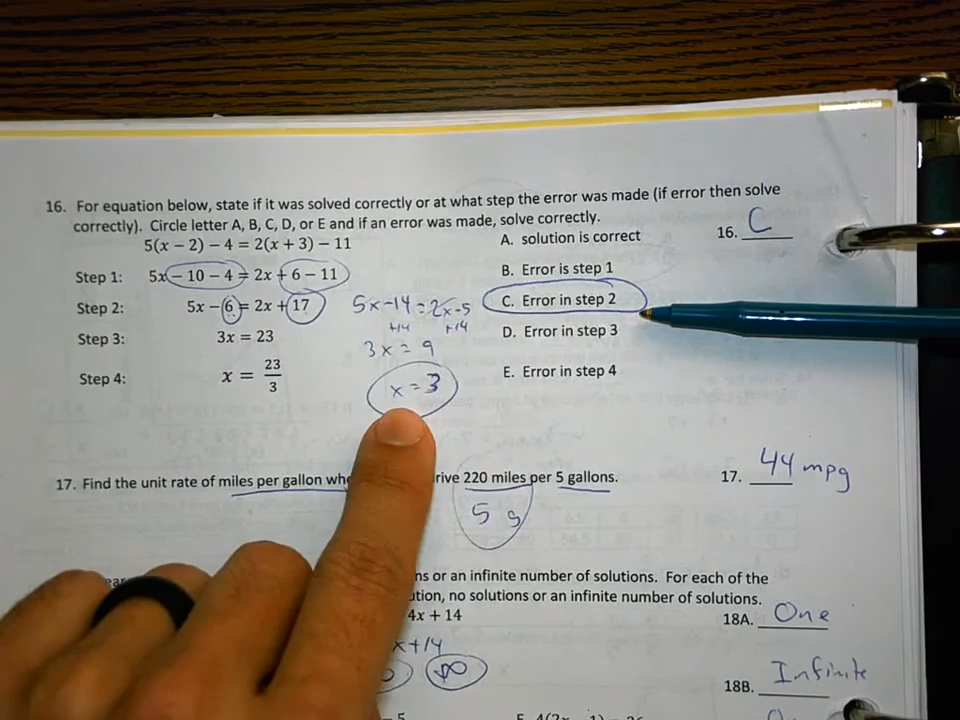 16. For equation below, state if it was solved correctly or at what step the error was made (if error then solve
correctly). Circle letter A, B, C, D, or E and if an error was made, solve correctly.
5(x − 2) − 4 = 2(x + 3) − 11
A. solution is correct
16. C
Step 1: 5x − 10 − 4 = 2x + 6 − 11
B. Error is step 1
Step 2: 5x − 6 = 2x + 17
5x-14=2x-5
+14 +14
C. Error in step 2
Step 3: 3x = 23
3x = 9
D. Error in step 3
Step 4: x = 23/3
x = 3
E. Error in step 4
17. Find the unit rate of miles per gallon rive 220 miles per 5 gallons.
17. 44 mpg
5 5
ns or an infinite number of solutions. For each of the
ution, no solutions or an infinite number of solutions.
4x + 14
18A. One
x+14
∞
18B. Infinite